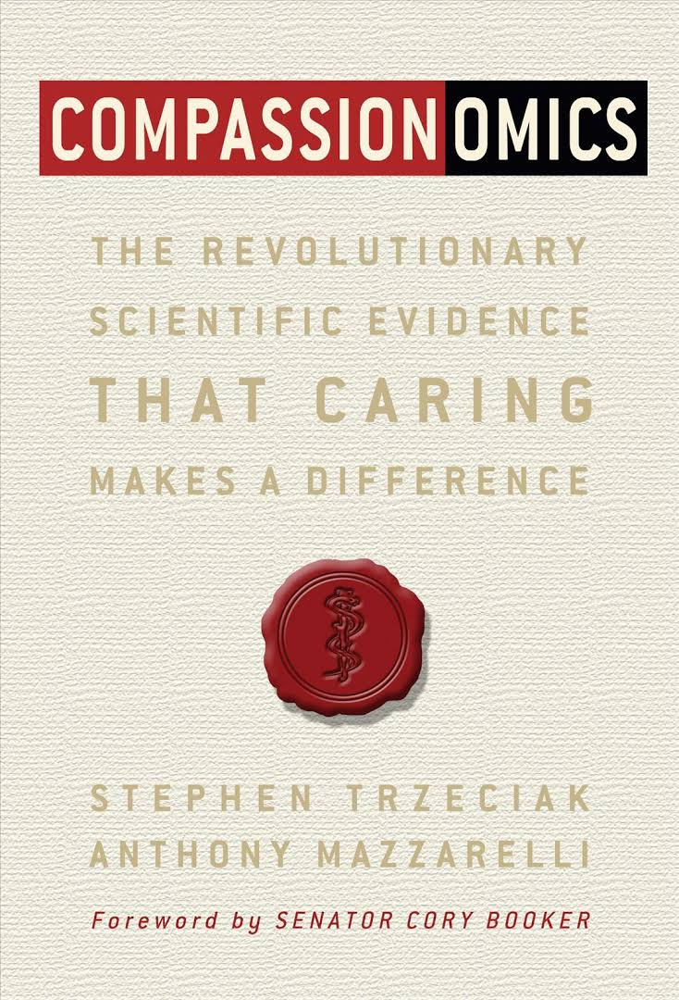 COMPASSIONOMICS
THE REVOLUTIONARY
SCIENTIFIC EVIDENCE
THAT CARING
MAKES A DIFFERENCE
STEPHEN TRZECIAK
ANTHONY MAZZARELLI
Foreword by SENATOR CORY BOOKER